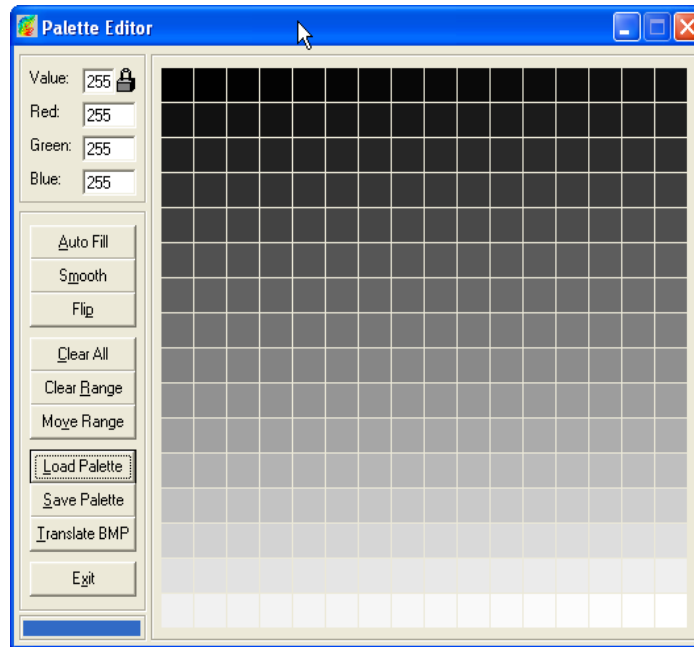 Palette Editor
Value: 255
Red: 255
Green: 255
Blue: 255
Auto Fill
Smooth
Flip
Clear All
Clear Range
Move Range
Load Palette
Save Palette
Translate BMP
Exit